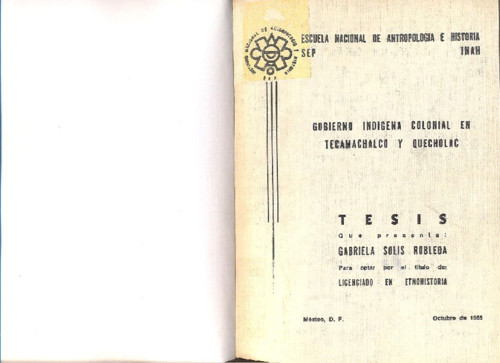 ESCUELA NACIONAL DE ANTROPOLOGIA E HISTORIA
SEP INAH
GOBIERNO INDIGENA COLONIAL EN
TECAMACHALCO Y QUECHOLAC
TESIS
Que presenta:
GABRIELA SOLIS ROBLEDA
Para optar por el título de:
LICENCIADO EN ETNOHISTORIA
México, D. F. Octubre de